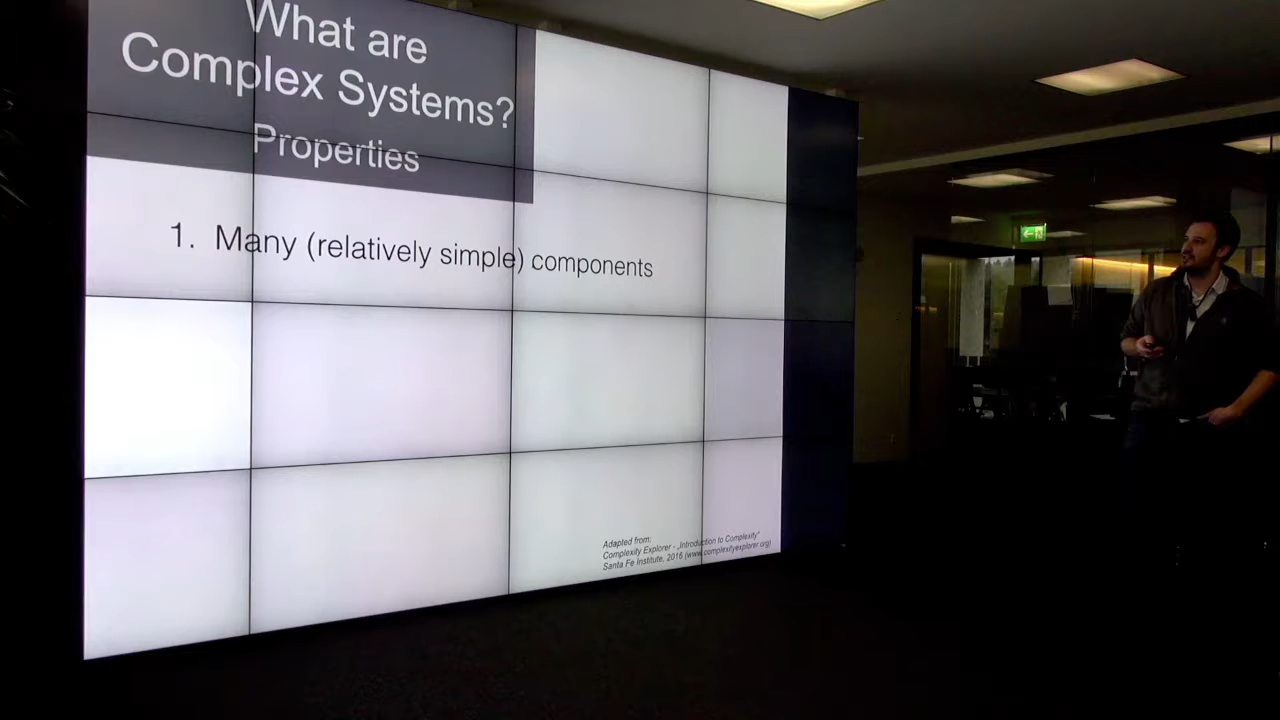 What are
Complex Systems?
Properties
1. Many (relatively simple) components
Adapted from:
Complexity Explorer - „Introduction to Complexity"
Santa Fe Institute, 2016 (www.complexityexplorer.org)